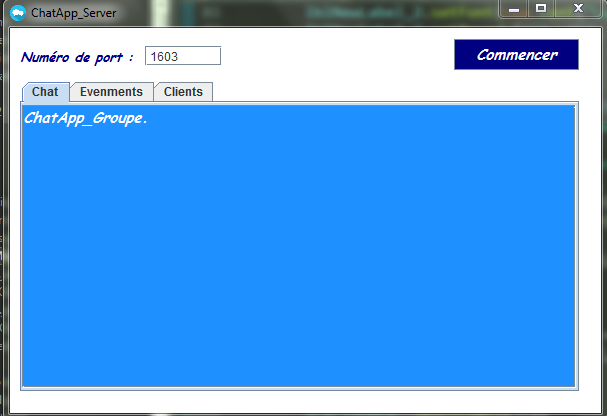 ChatApp_Server
Numéro de port :
1603
Commencer
Chat
Evenments
Clients
ChatApp_Groupe.